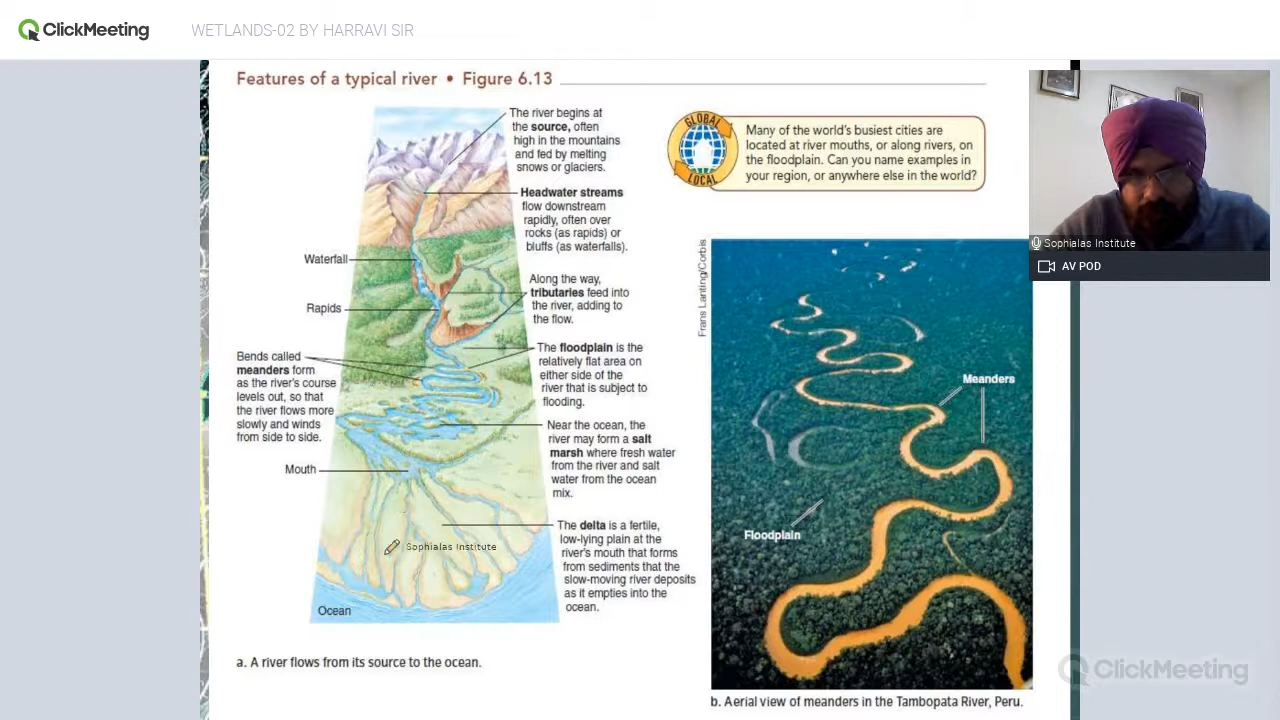 ClickMeeting
WETLANDS-02 BY HARRAVI SIR
Features of a typical river • Figure 6.13
The river begins at
the source, often
high in the mountains
and fed by melting
snows or glaciers.
Headwater streams
flow downstream
rapidly, often over
rocks (as rapids) or
bluffs (as waterfalls).
Waterfall
Along the way,
tributaries feed into
the river, adding to
the flow.
Rapids
The floodplain is the
relatively flat area on
either side of the
river that is subject to
flooding.
Bends called
meanders form
as the river's course
levels out, so that
the river flows more
slowly and winds
from side to side.
Near the ocean, the
river may form a salt
marsh where fresh water
from the river and salt
water from the ocean
mix.
Mouth
The delta is a fertile,
low-lying plain at the
river's mouth that forms
from sediments that the
slow-moving river deposits
as it empties into the
ocean.
Sophialas Institute
Ocean
a. A river flows from its source to the ocean.
GLOBAL
LOCAL
Many of the world's busiest cities are
located at river mouths, or along rivers, on
the floodplain. Can you name examples in
your region, or anywhere else in the world?
Frans Lanting/Corbis
Meanders
Floodplain
b. Aerial view of meanders in the Tambopata River, Peru.
Sophialas Institute
AV POD
ClickMeeting